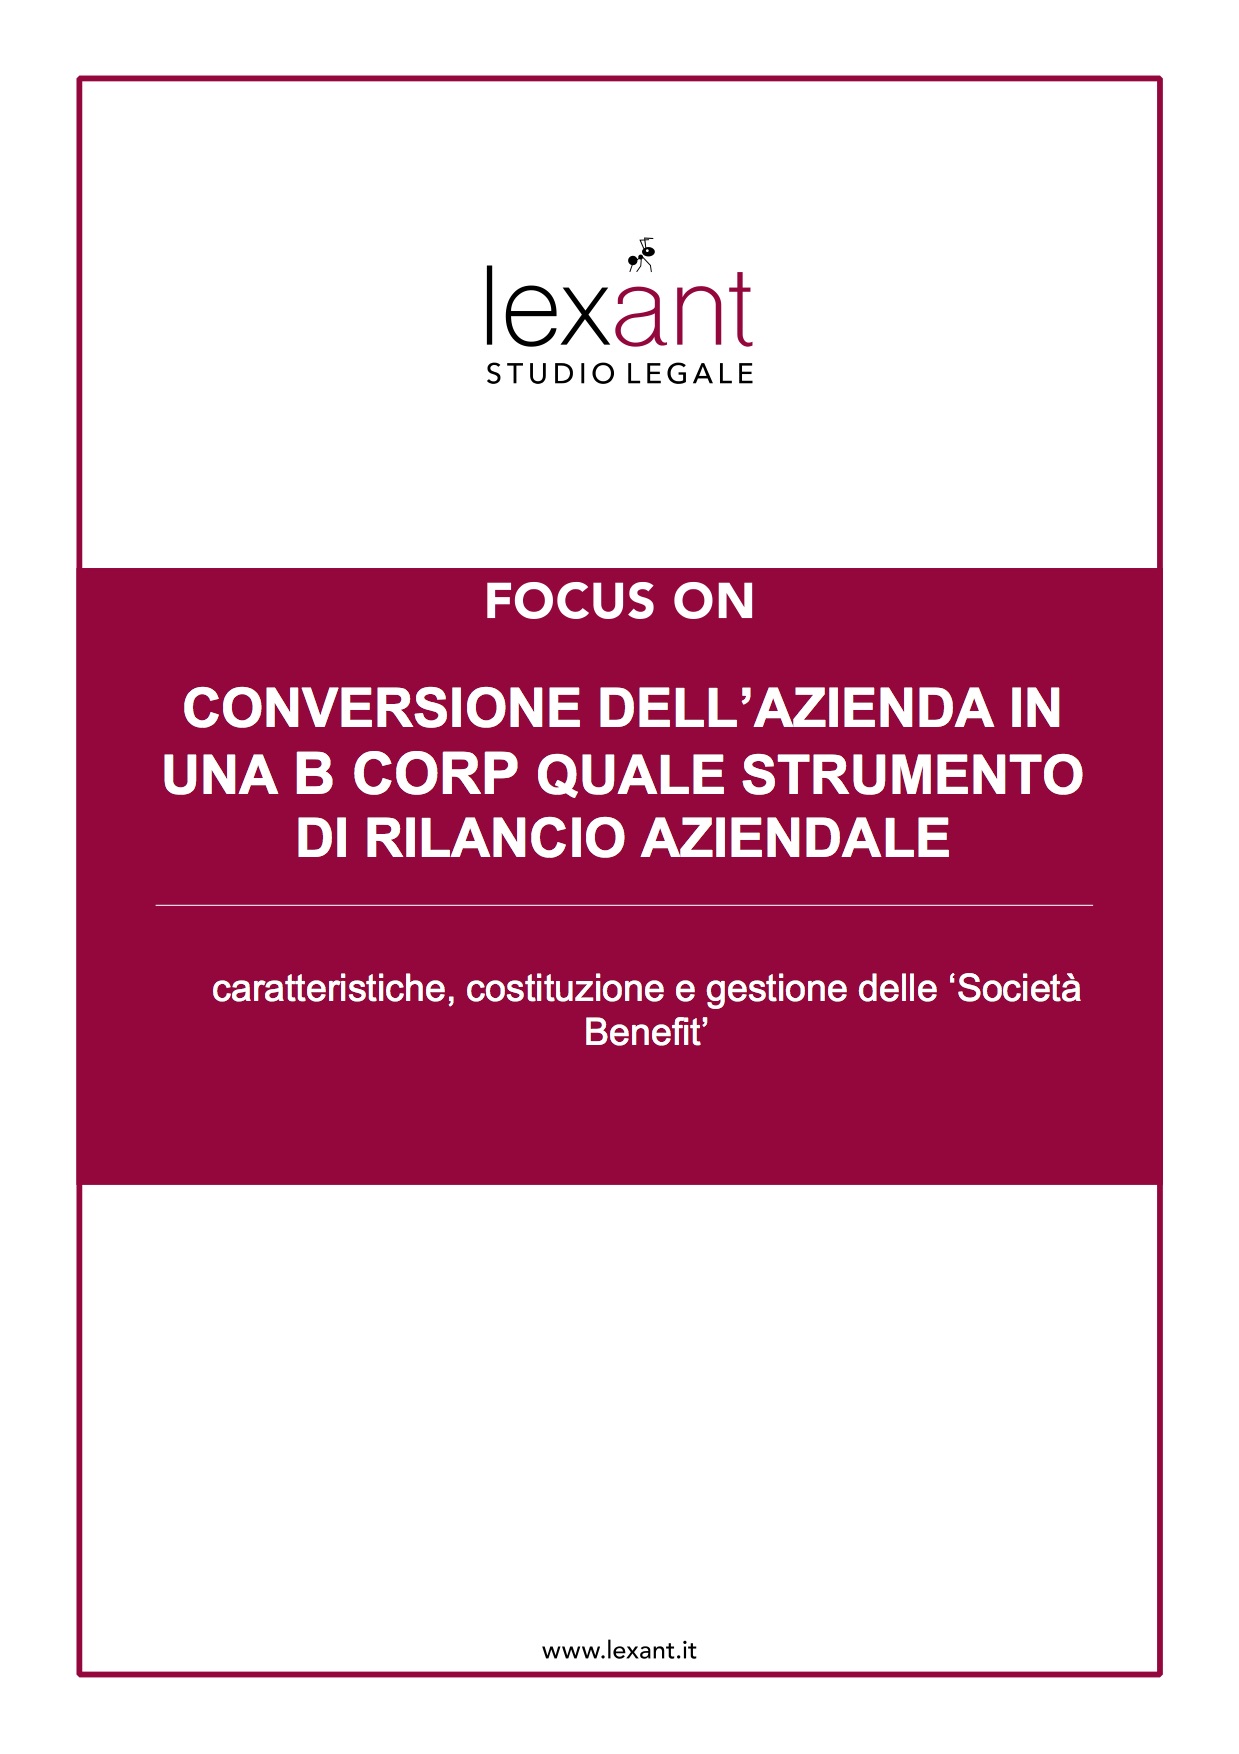 lexant
STUDIO LEGALE
FOCUS ON
CONVERSIONE DELL’AZIENDA IN
UNA B CORP QUALE STRUMENTO
DI RILANCIO AZIENDALE
caratteristiche, costituzione e gestione delle ‘Società
Benefit’
www.lexant.it